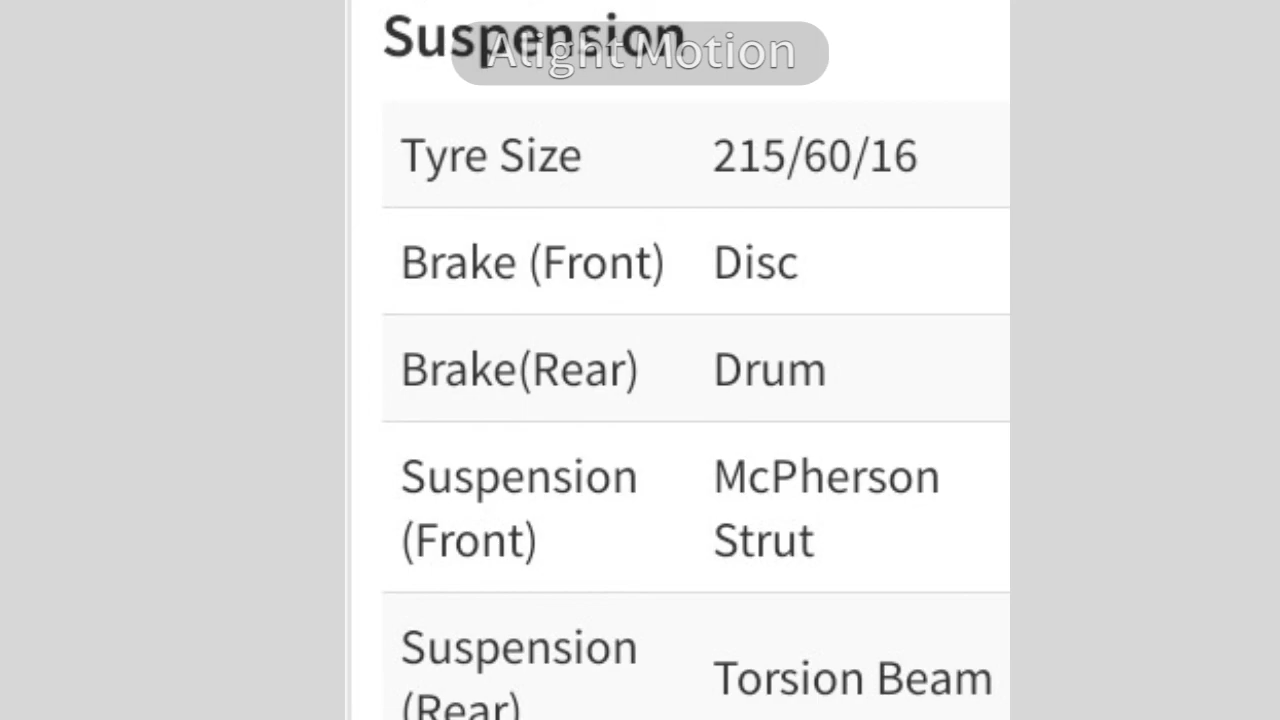 Suspension
Alight Motion
Tyre Size 215/60/16
Brake (Front) Disc
Brake(Rear) Drum
Suspension
(Front)
McPherson
Strut
Suspension
(Rear)
Torsion Beam